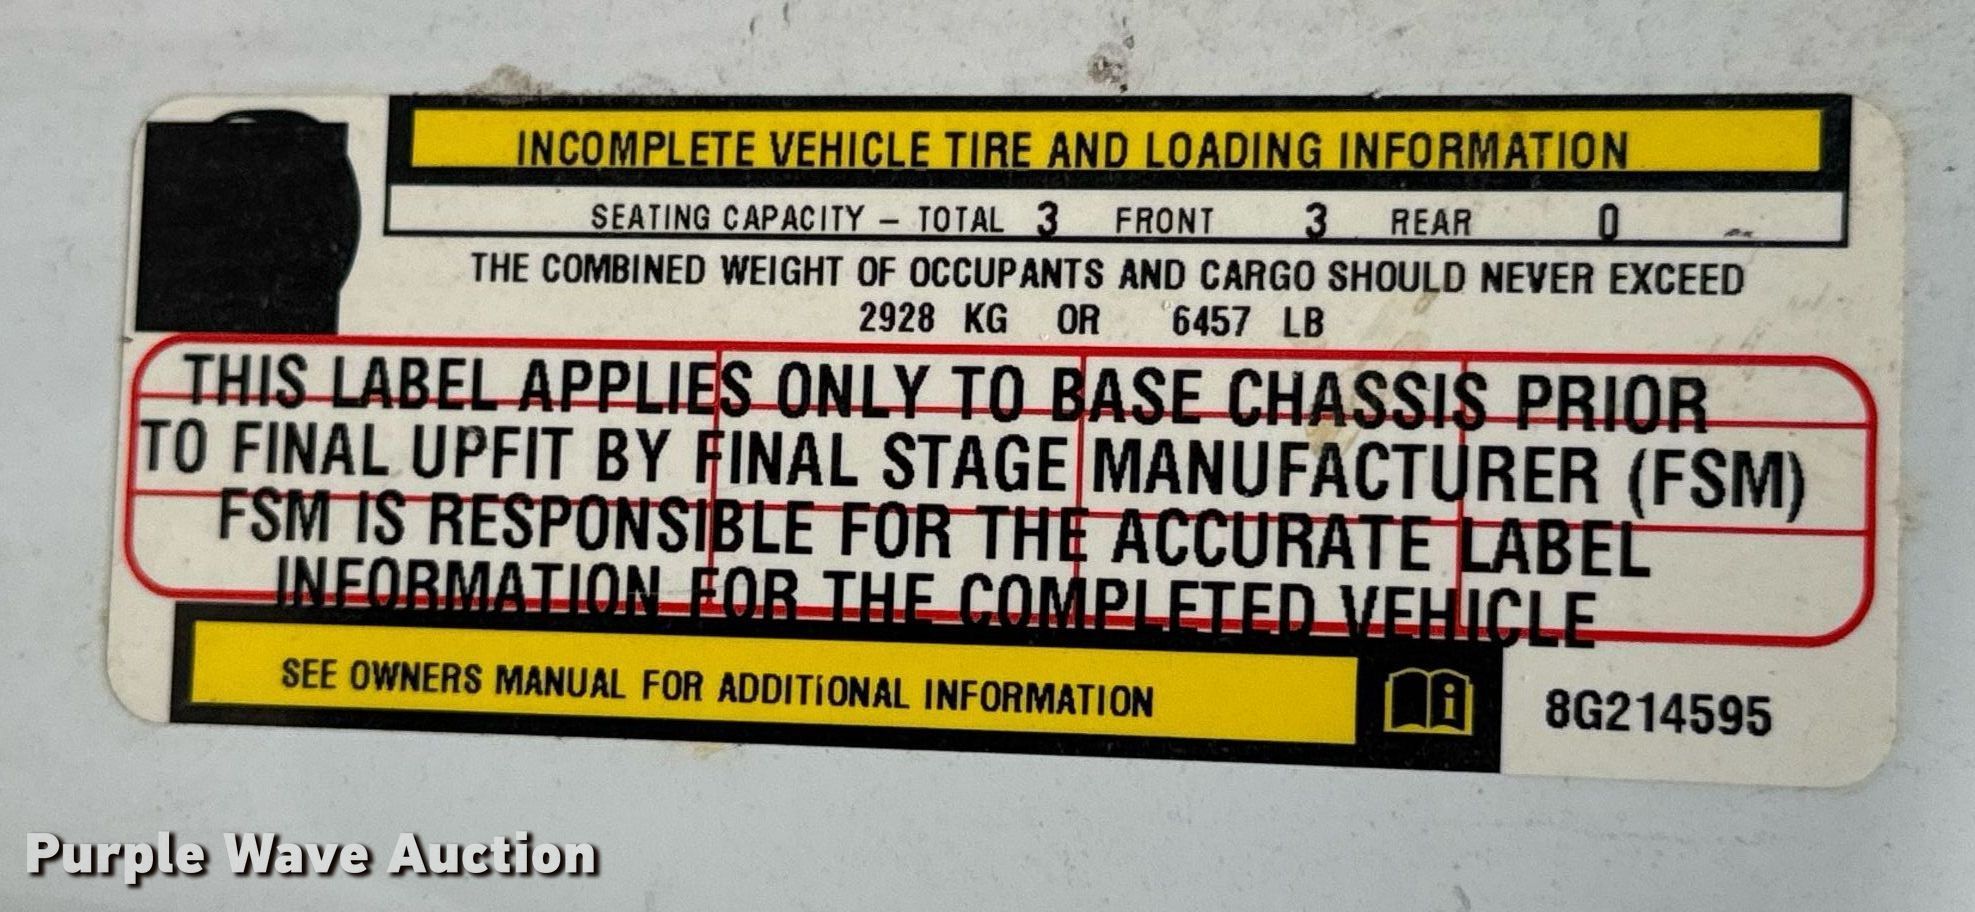 INCOMPLETE VEHICLE TIRE AND LOADING INFORMATION
SEATING CAPACITY – TOTAL 3 FRONT 3 REAR 0
THE COMBINED WEIGHT OF OCCUPANTS AND CARGO SHOULD NEVER EXCEED
2928 KG OR 6457 LB
THIS LABEL APPLIES ONLY TO BASE CHASSIS PRIOR
TO FINAL UPFIT BY FINAL STAGE MANUFACTURER (FSM)
FSM IS RESPONSIBLE FOR THE ACCURATE LABEL
INFORMATION FOR THE COMPLETED VEHICLE
SEE OWNERS MANUAL FOR ADDITIONAL INFORMATION
8G214595
Purple Wave Auction